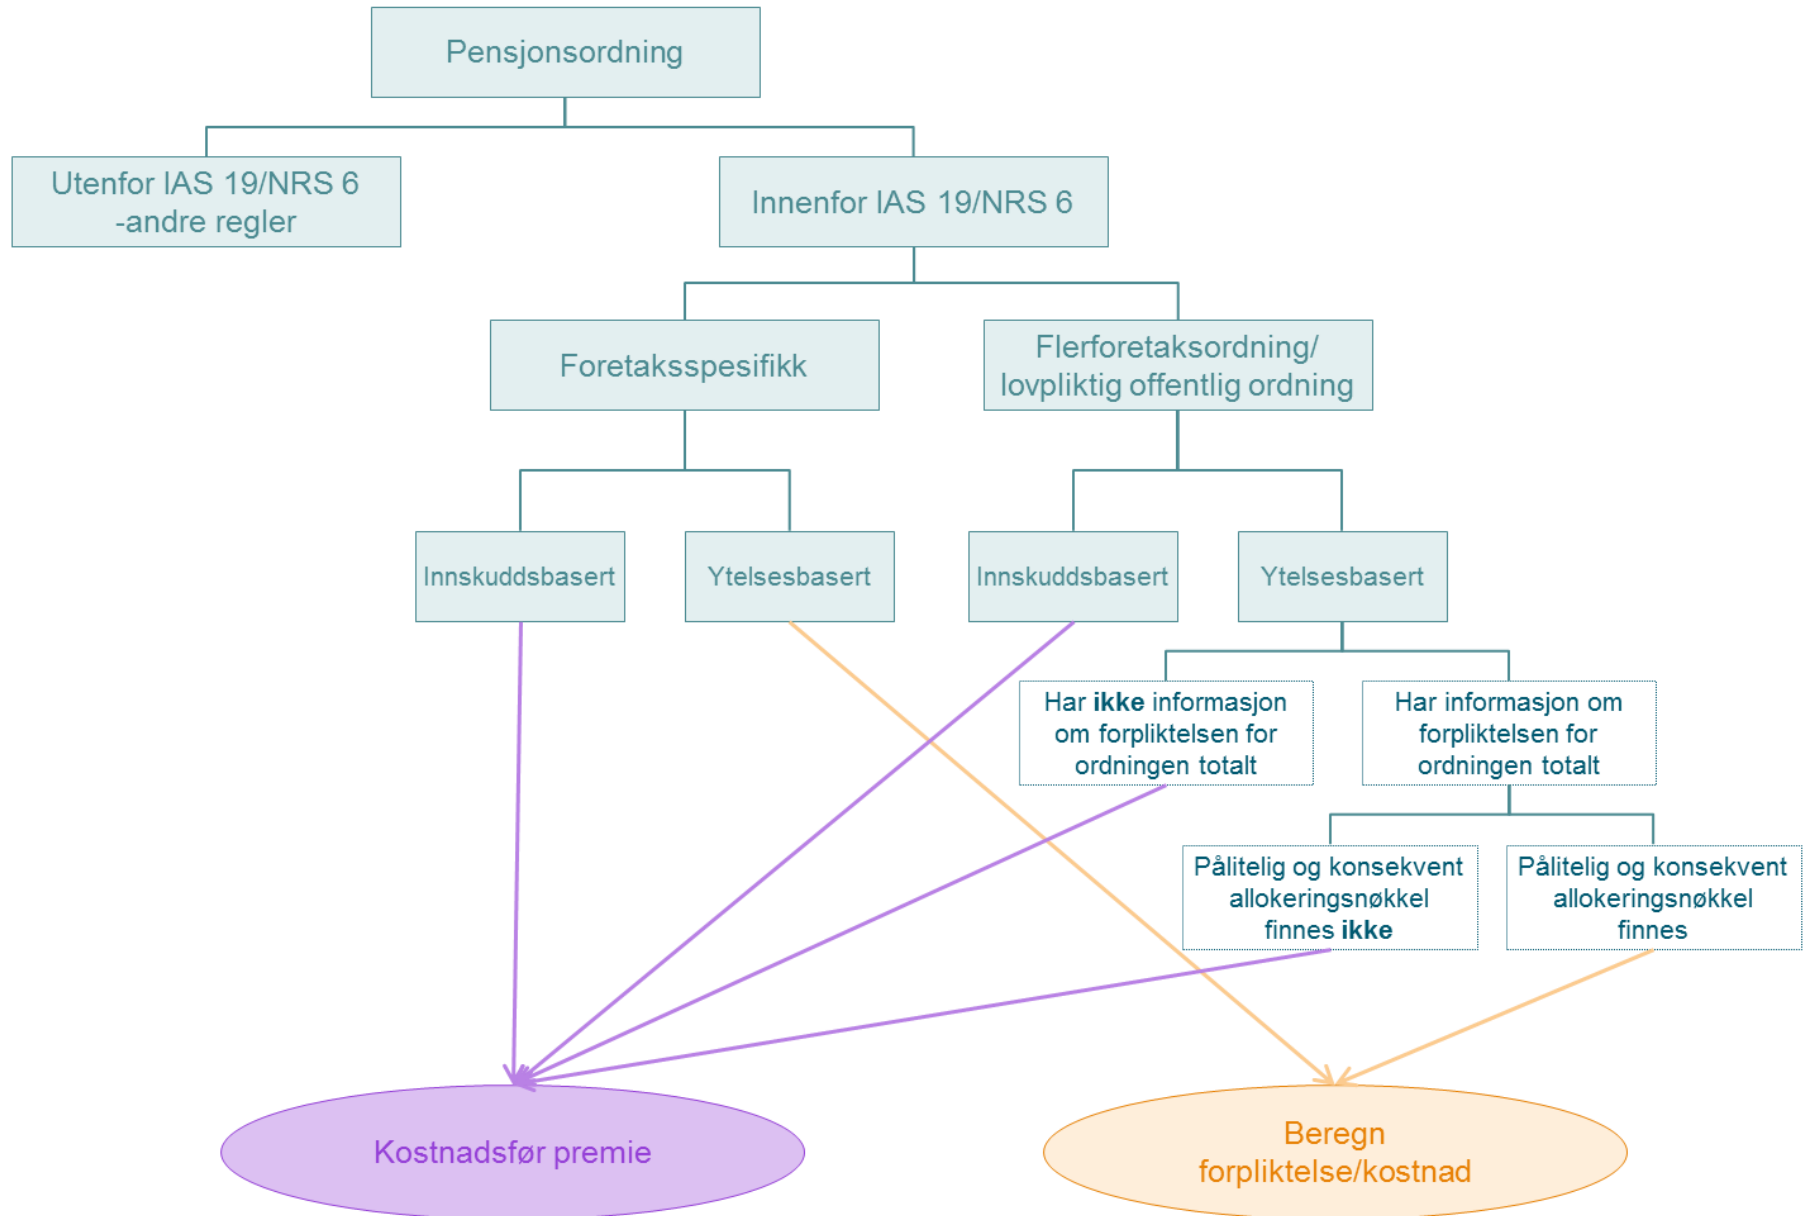 Pensjonsordning
Utenfor IAS 19/NRS 6
-andre regler
Innenfor IAS 19/NRS 6
Foretaksspesifikk
Flerforetaksordning/
lovpliktig offentlig ordning
Innskuddsbasert
Ytelsesbasert
Innskuddsbasert
Ytelsesbasert
Har ikke informasjon
om forpliktelsen for
ordningen totalt
Har informasjon om
forpliktelsen for
ordningen totalt
Pålitelig og konsekvent
allokeringsnøkkel
finnes ikke
Pålitelig og konsekvent
allokeringsnøkkel
finnes
Kostnadsfør premie
Beregn
forpliktelse/kostnad